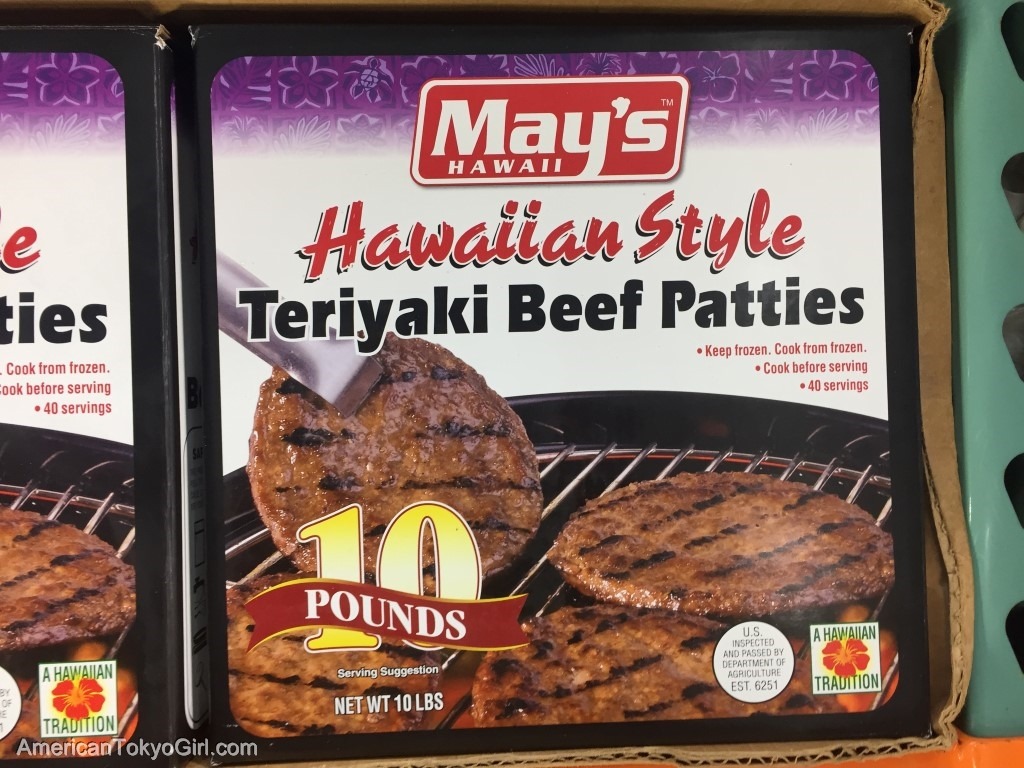 May's
HAWAII
TM
Hawaiian Style
Teriyaki Beef Patties
• Keep frozen. Cook from frozen.
• Cook before serving
• 40 servings
10
POUNDS
Serving Suggestion
NET WT 10 LBS
U.S.
INSPECTED
AND PASSED BY
DEPARTMENT OF
AGRICULTURE
EST. 6251
A HAWAIIAN
TRADITION
e
ties
. Cook from frozen.
Cook before serving
• 40 servings
A HAWAIIAN
TRADITION
AmericanTokyoGirl.com